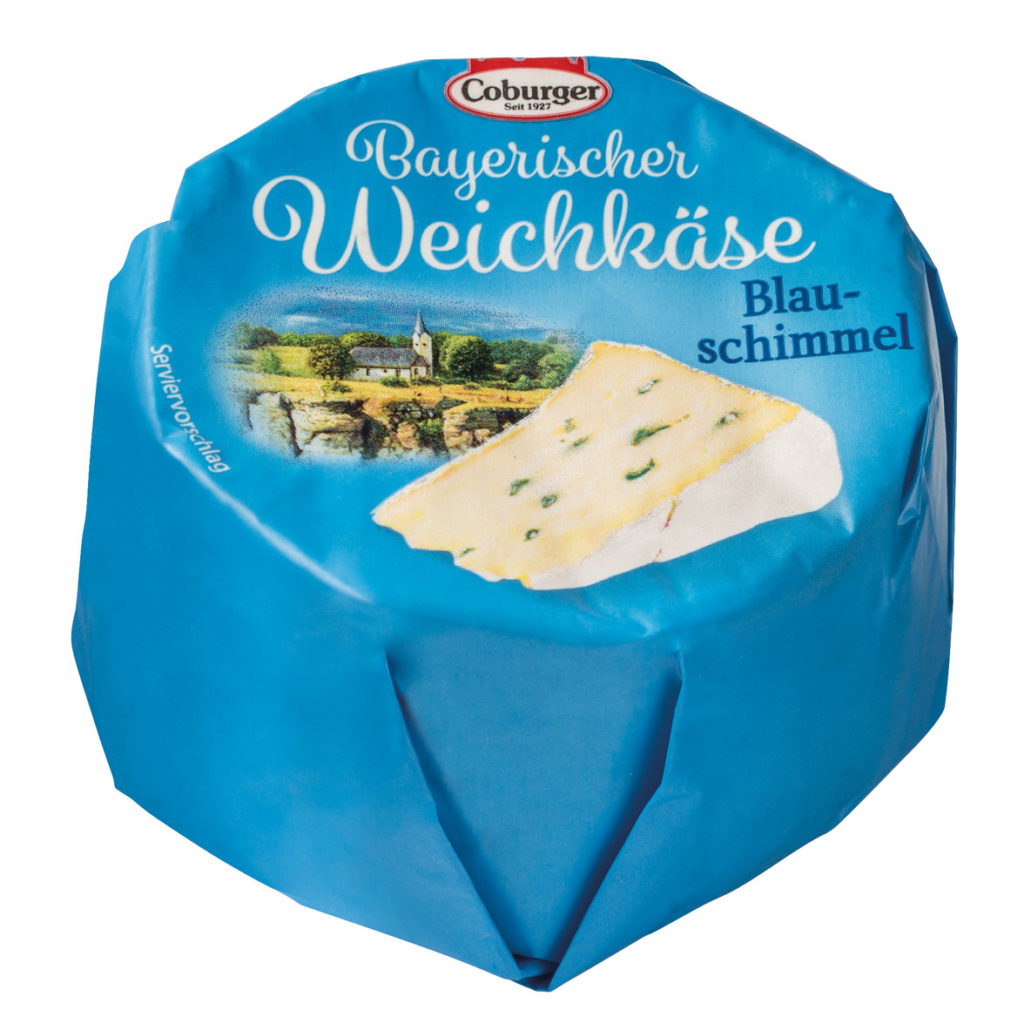 Coburger
Seit 1927
Bayerischer
Weichkäse
Blau-
schimmel
Serviervorschlag